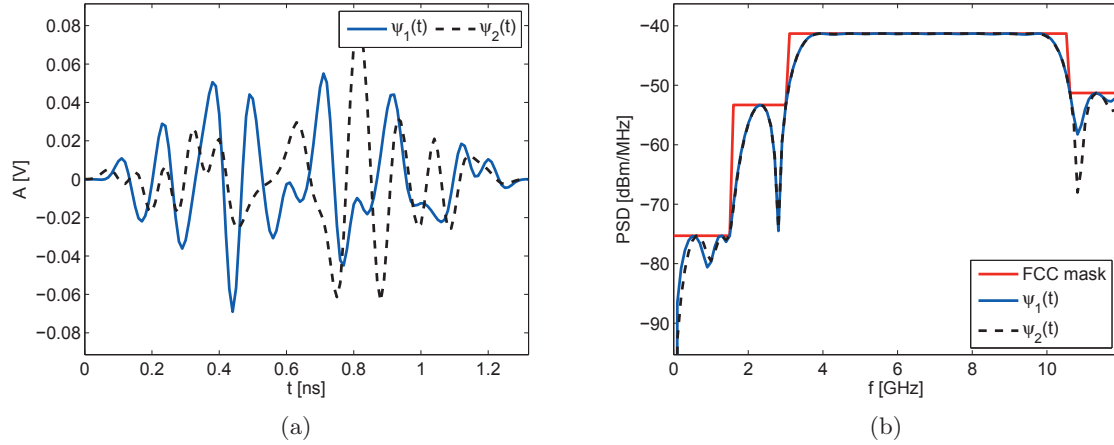 0.08
0.06
0.04
0.02
0
−0.02
−0.04
−0.06
−0.08
A [V]
ψ1(t)
ψ2(t)
0
0.2
0.4
0.6
0.8
1
1.2
t [ns]
(a)
−40
−50
−60
−70
−80
−90
PSD [dBm/MHz]
FCC mask
ψ1(t)
ψ2(t)
0
2
4
6
8
10
f [GHz]
(b)